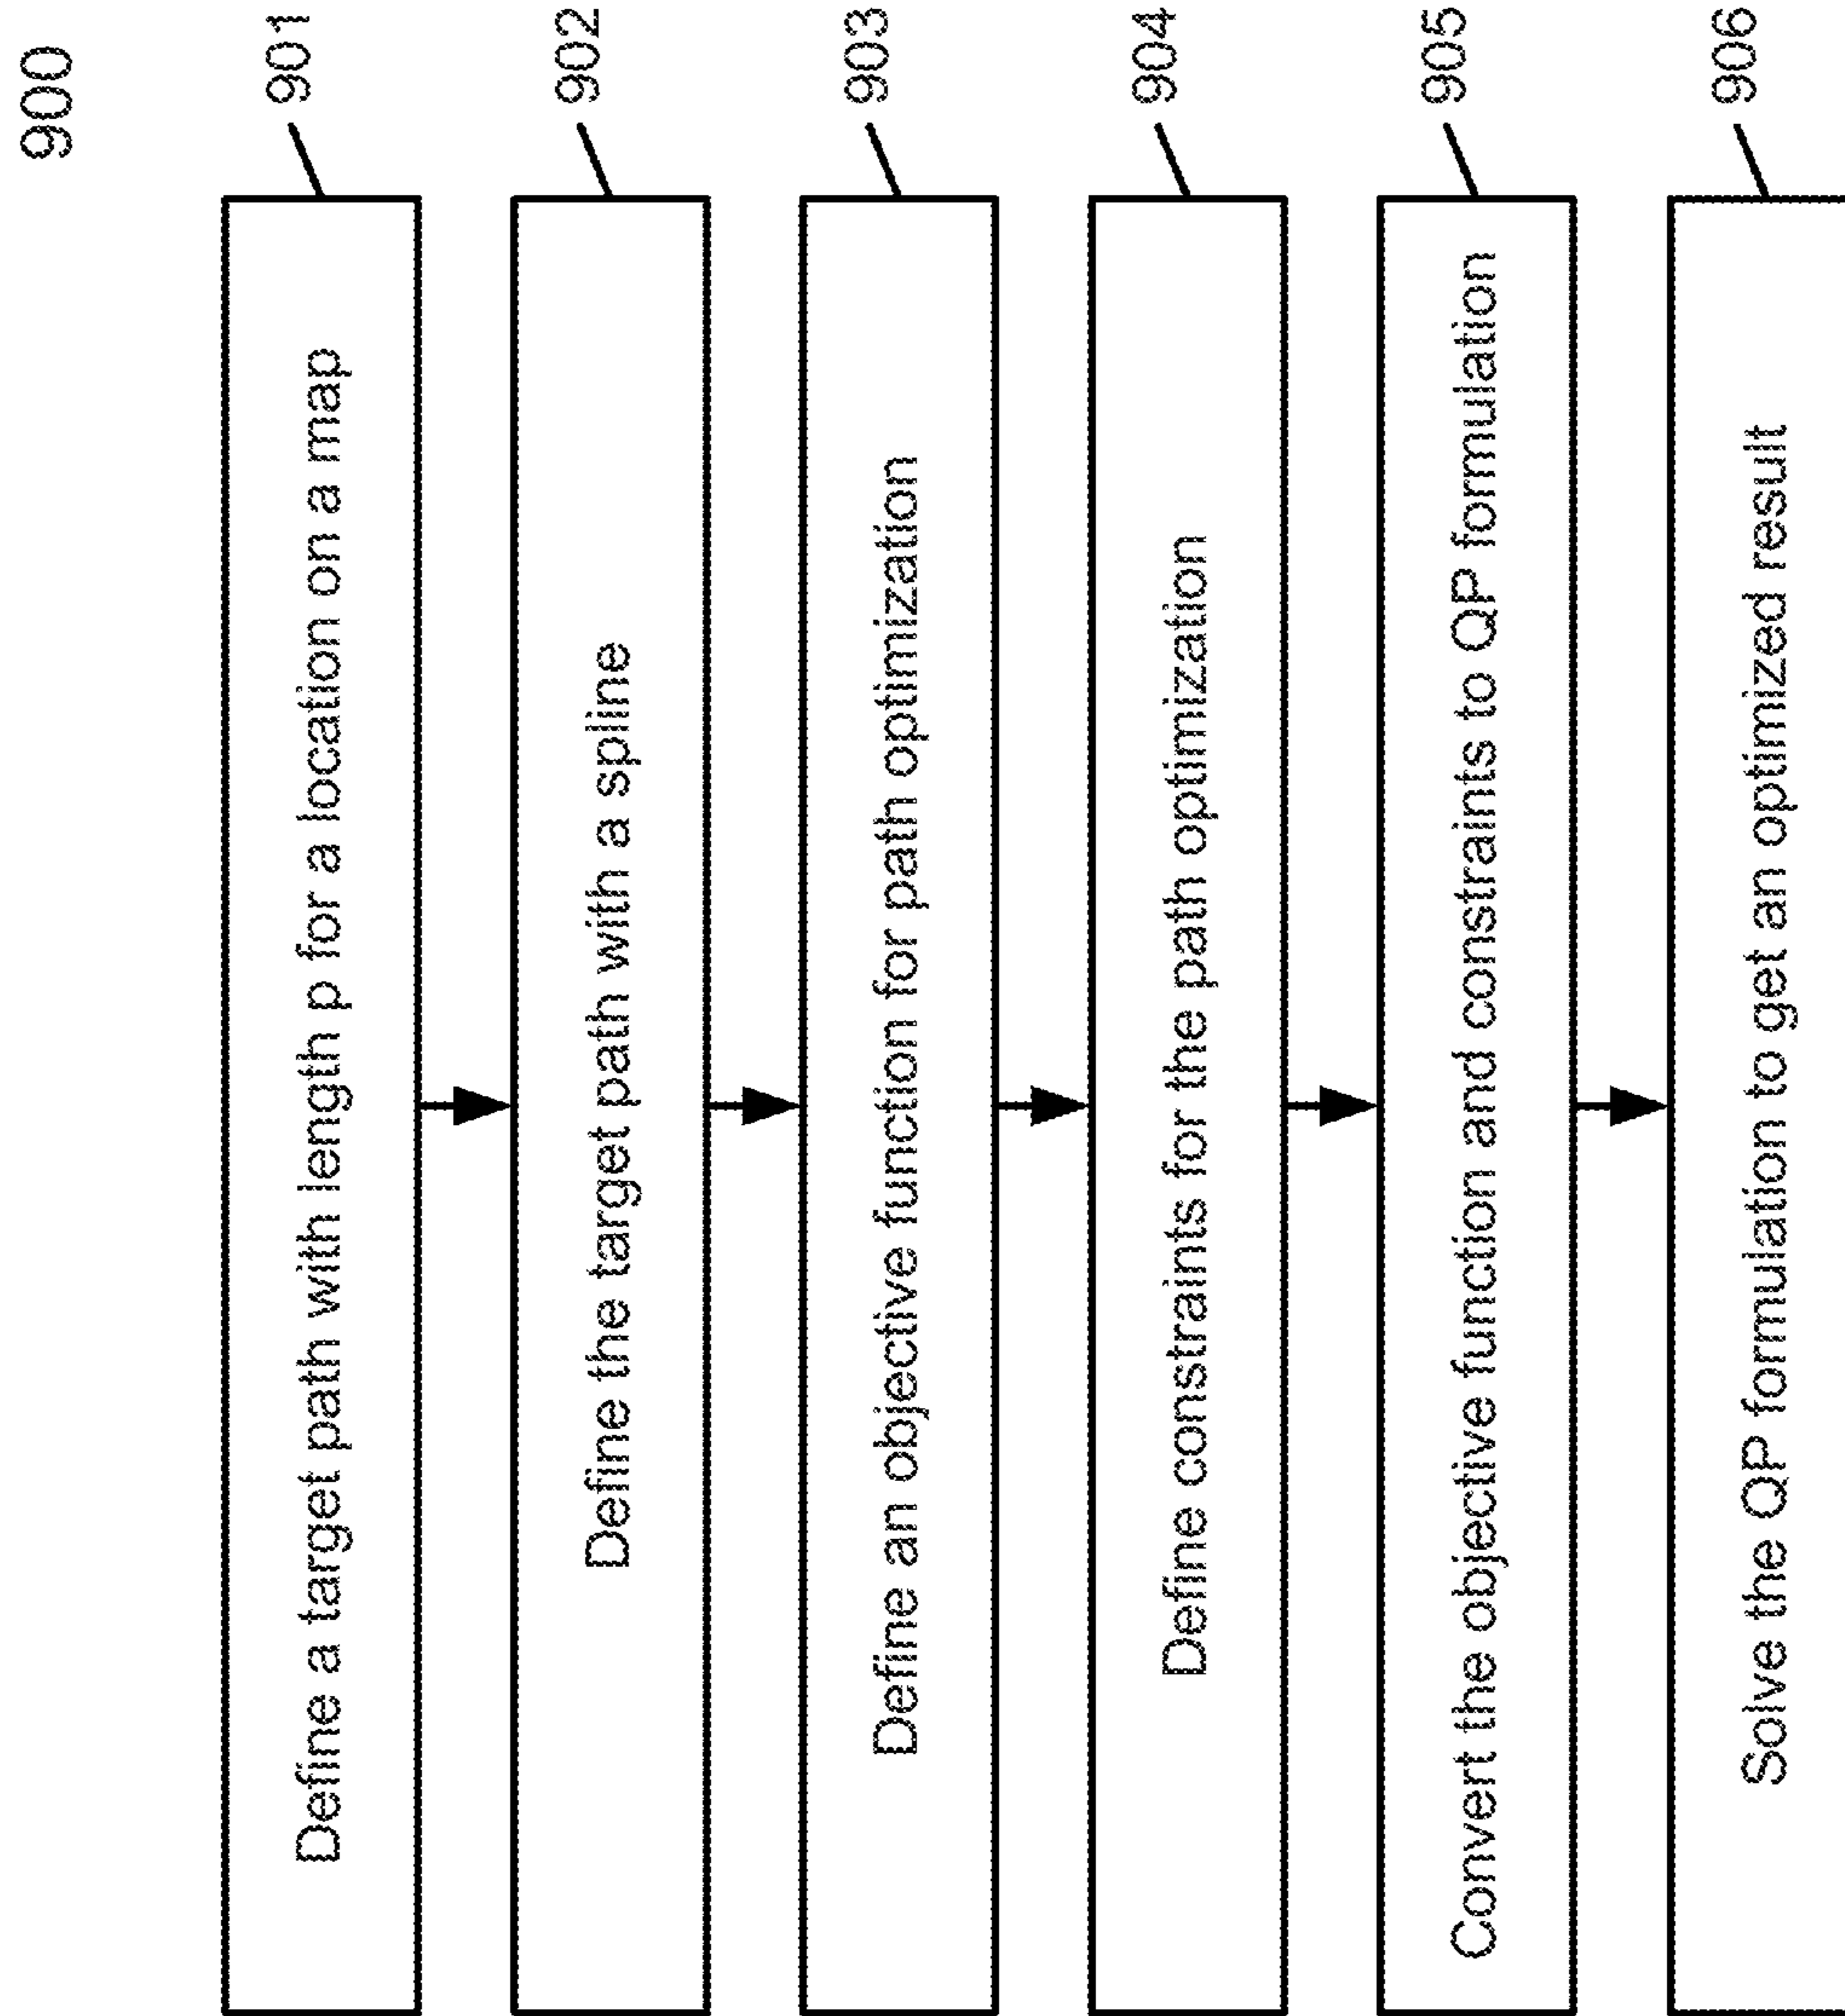 900
Define a target path with length p for a location on a map
901
Define the target path with a spline
902
Define an objective function for path optimization
903
Define constraints for the path optimization
904
Convert the objective function and constraints to QP formulation
905
Solve the QP formulation to get an optimized result
906